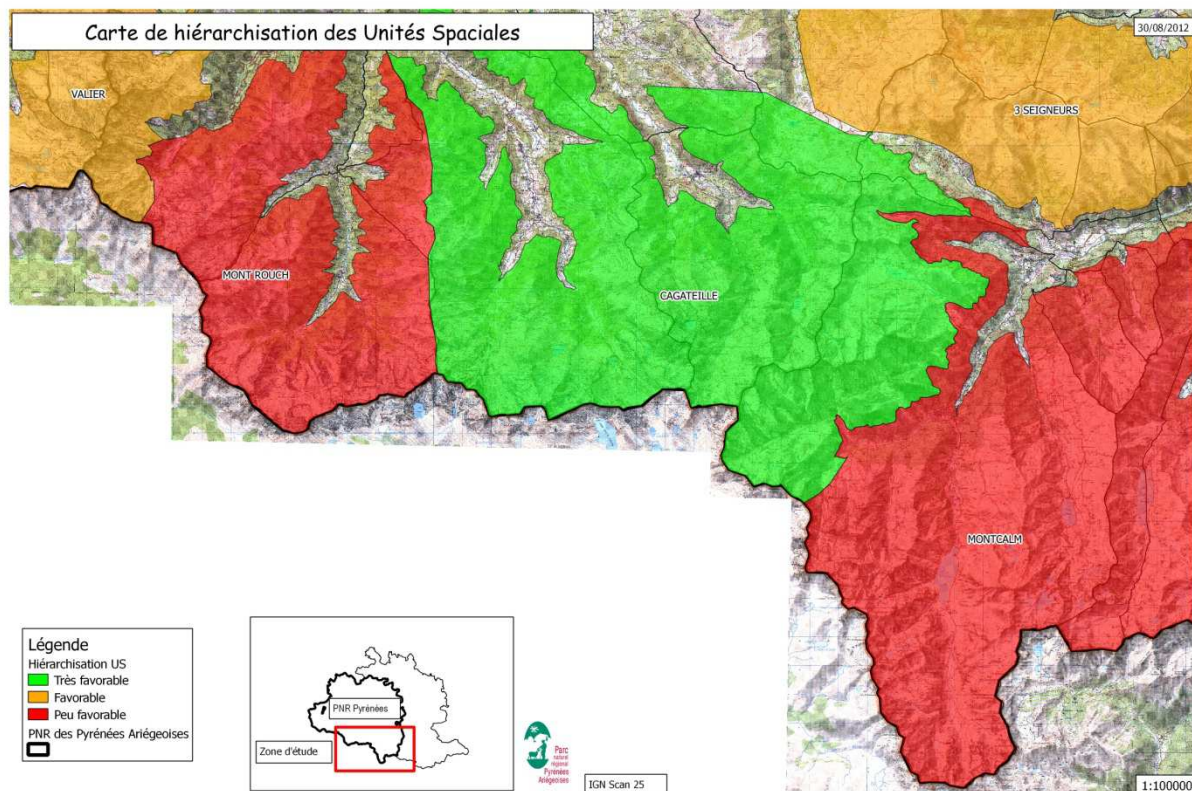 Carte de hiérarchisation des Unités Spaciales
30/08/2012
VALIER
3 SEIGNEURS
MONT ROUCH
CAGATEILLE
MONTCALM
Légende
Hiérarchisation US
Très favorable
Favorable
Peu favorable
PNR des Pyrénées Ariégeoises
PNR Pyrénées
Zone d'étude
Parc
naturel
régional
Pyrénées
Ariégeoises
IGN Scan 25
1:100000